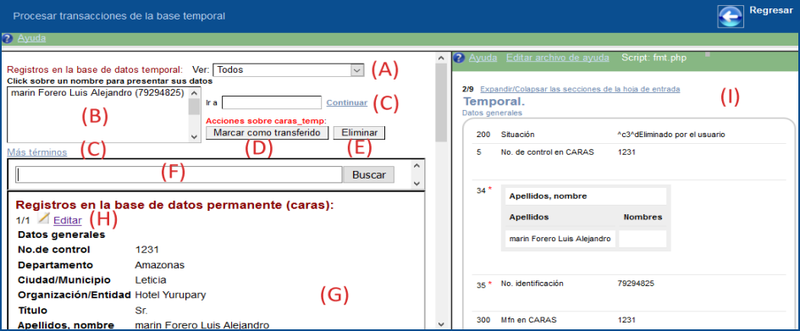 Procesar transacciones de la base temporal
Regresar
Ayuda
Registros en la base de datos temporal: Ver: Todos (A)
Click sobre un nombre para presentar sus datos
marin Forero Luis Alejandro (79294825)
(B)
Ir a Continuar (C)
Acciones sobre caras_temp:
Marcar como transferido Eliminar
(D) (E)
Más términos (C)
(F) Buscar
Registros en la base de datos permanente (caras):
1/1 Editar (H)
Datos generales
No.de control 1231
Departamento Amazonas
Ciudad/Municipio Leticia
Organización/Entidad Hotel Yurupary
(G)
Titulo Sr.
Apellidos, nombre marin Forero Luis Alejandro
Ayuda Editar archivo de ayuda Script: fmt.php
2/9 Expandir/Colapsar las secciones de la hoja de entrada (I)
Temporal.
Datos generales
200 Situación ^c3^dEliminado por el usuario
5 No. de control en CARAS 1231
34 * Apellidos, nombre
Apellidos Nombres
marin Forero Luis Alejandro
35 * No. identificación 79294825
300 Mfn en CARAS 1231